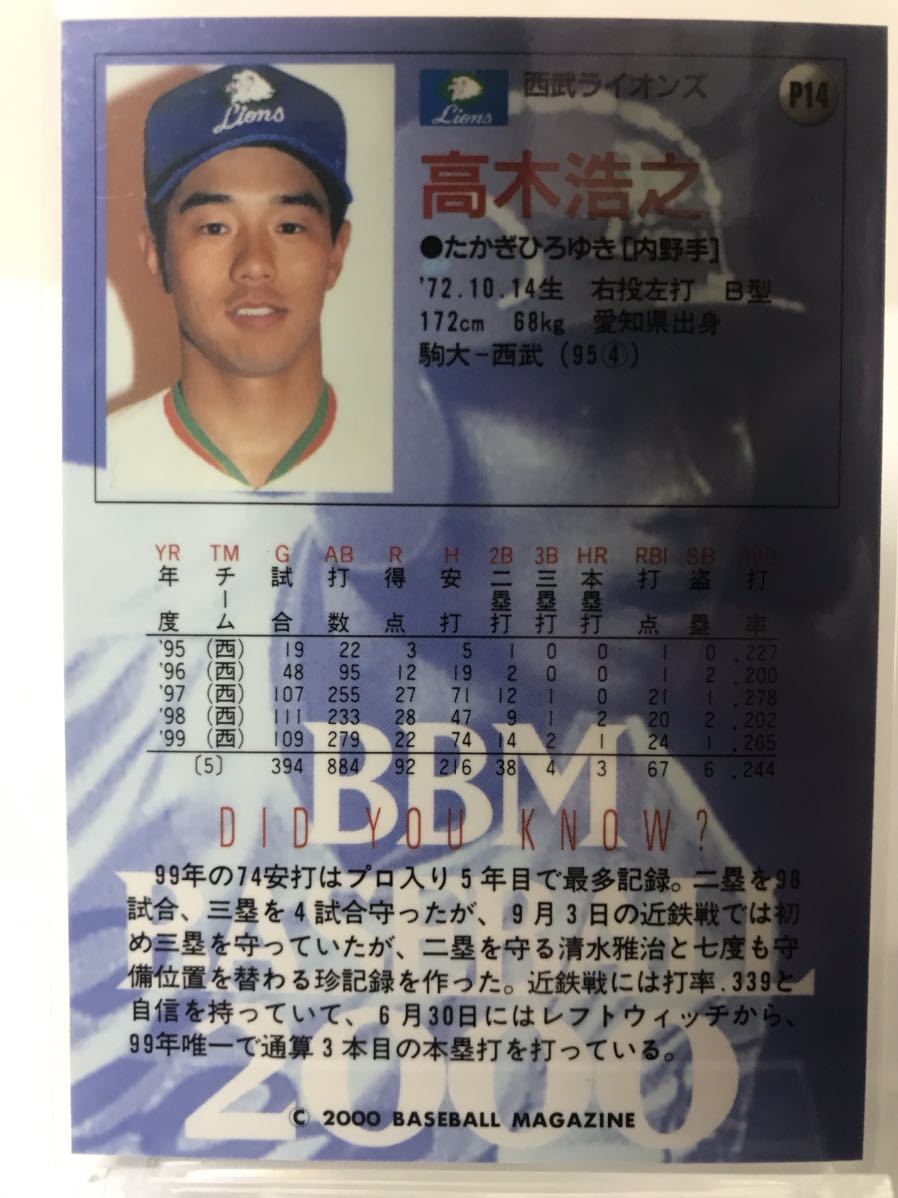 Lions
Lions
西武ライオンズ
P14
高木浩之
●たかぎひろゆき[内野手]
'72.10.14生 右投左打 B型
172cm 68kg 愛知県出身
駒大−西武 (95④)
YR TM G AB R H 2B 3B HR RBI SB AVG
年度 チーム 試合 打数 得点 安打 二塁打 三塁打 本塁打 打点 盗塁 打率
'95 (西) 19 22 3 5 1 0 0 1 0 .227
'96 (西) 48 95 12 19 2 0 0 1 2 .200
'97 (西) 107 255 27 71 12 1 0 21 1 .278
'98 (西) 111 233 28 47 9 1 2 20 2 .202
'99 (西) 109 279 22 74 14 2 1 24 1 .265
〔5〕 394 884 92 216 38 4 3 67 6 .244
BBM
DID YOU KNOW?
99年の74安打はプロ入り5年目で最多記録。二塁を98
試合、三塁を4試合守ったが、9月3日の近鉄戦では初
め三塁を守っていたが、二塁を守る清水雅治と七度も守
備位置を替わる珍記録を作った。近鉄戦には打率.339と
自信を持っていて、6月30日にはレフトウィッチから、
99年唯一で通算3本目の本塁打を打っている。
BASEBALL
2000
© 2000 BASEBALL MAGAZINE